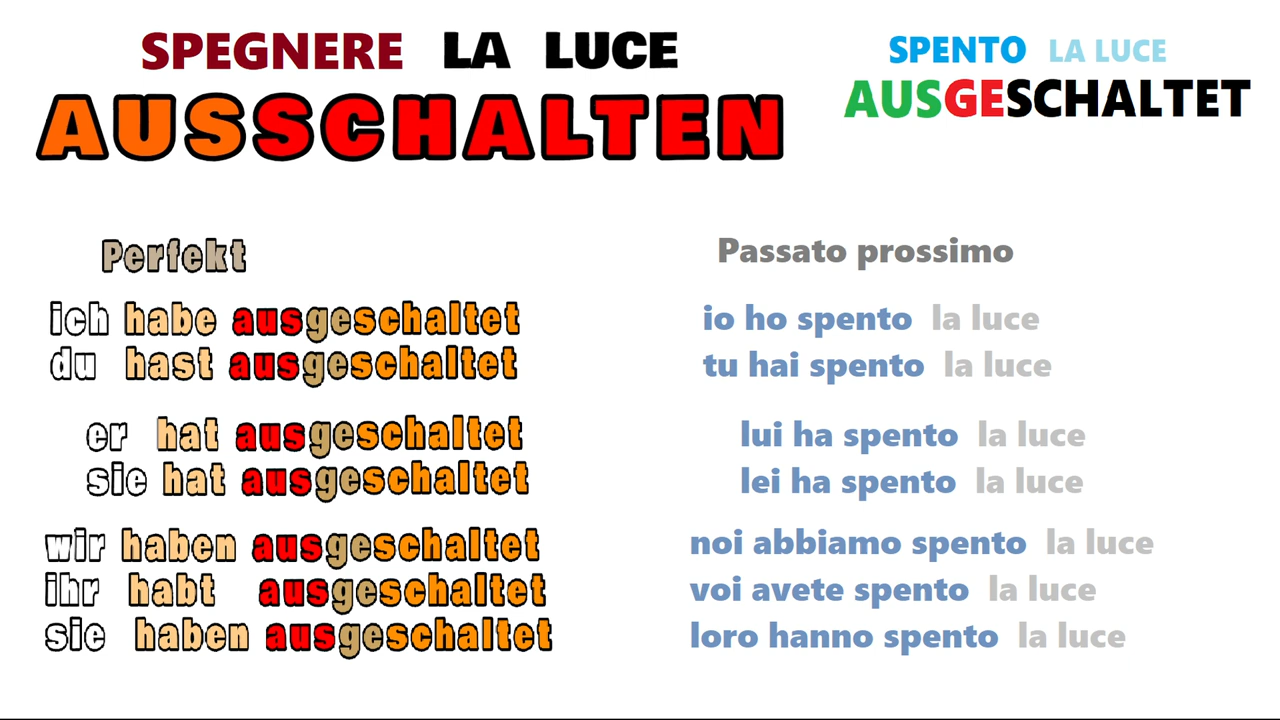 SPEGNERE LA LUCE
AUSSCHALTEN
SPENTO LA LUCE
AUSGESCHALTET
Perfekt
ich habe ausgeschaltet
du hast ausgeschaltet
er hat ausgeschaltet
sie hat ausgeschaltet
wir haben ausgeschaltet
ihr habt ausgeschaltet
sie haben ausgeschaltet
Passato prossimo
io ho spento la luce
tu hai spento la luce
lui ha spento la luce
lei ha spento la luce
noi abbiamo spento la luce
voi avete spento la luce
loro hanno spento la luce